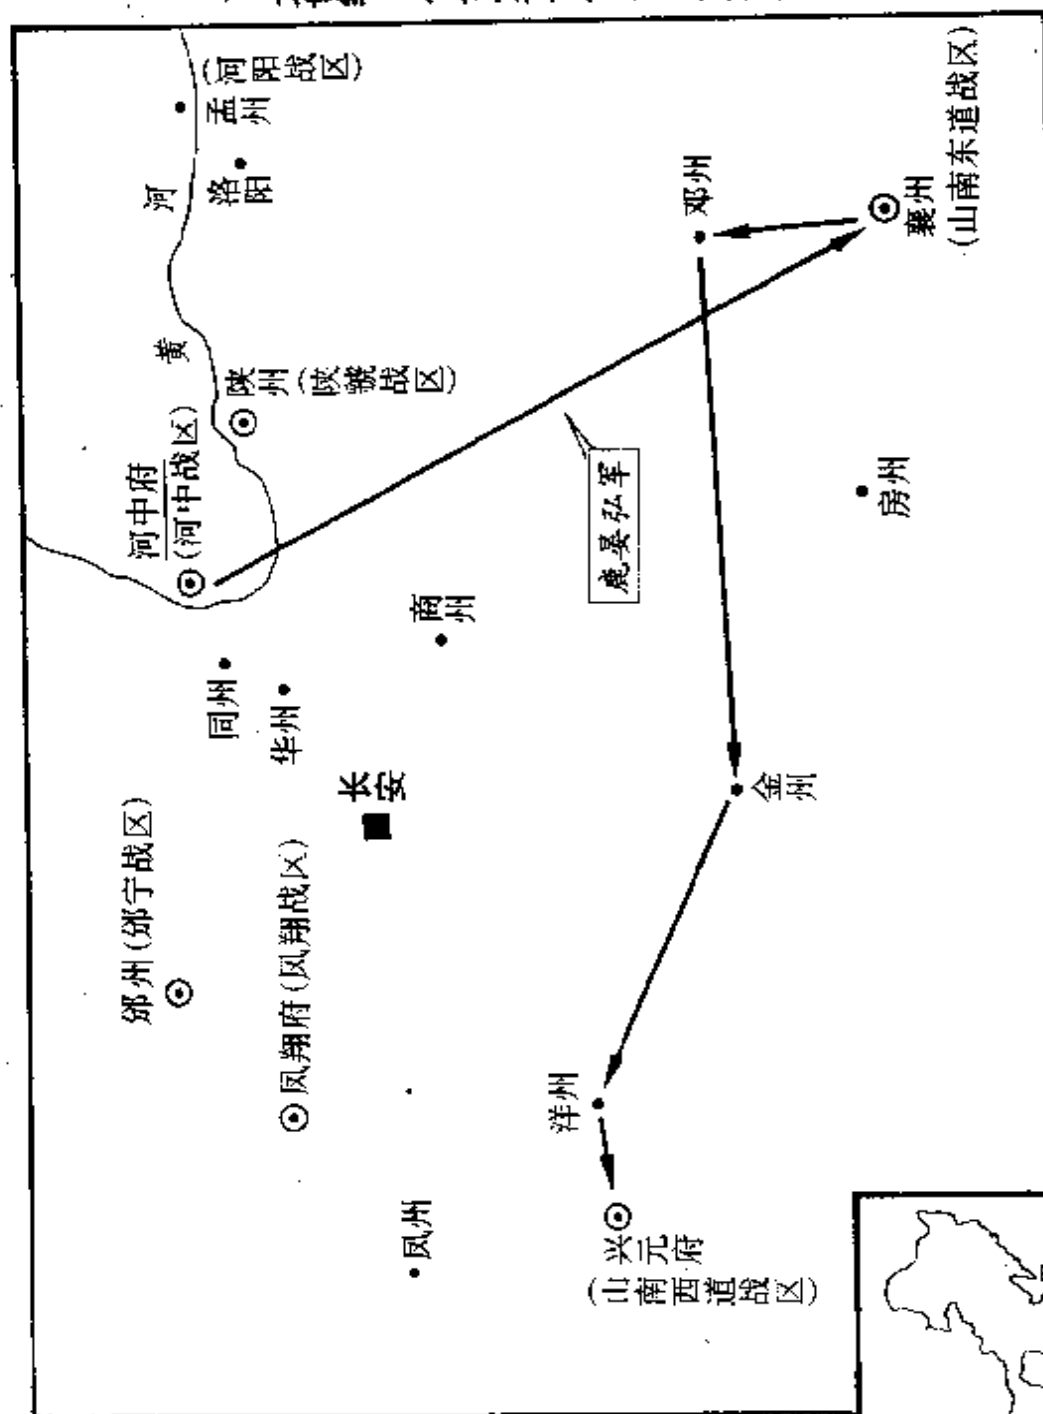 邠州(邠宁战区)
河中府
(河中战区)
黄
河
孟州
(河阳战区)
洛阳
陕州(陕虢战区)
同州
华州
凤翔府(凤翔战区)
长安
凤州
商州
鹿晏弘军
邓州
洋州
兴元府
(山南西道战区)
金州
房州
襄州
(山南东道战区)